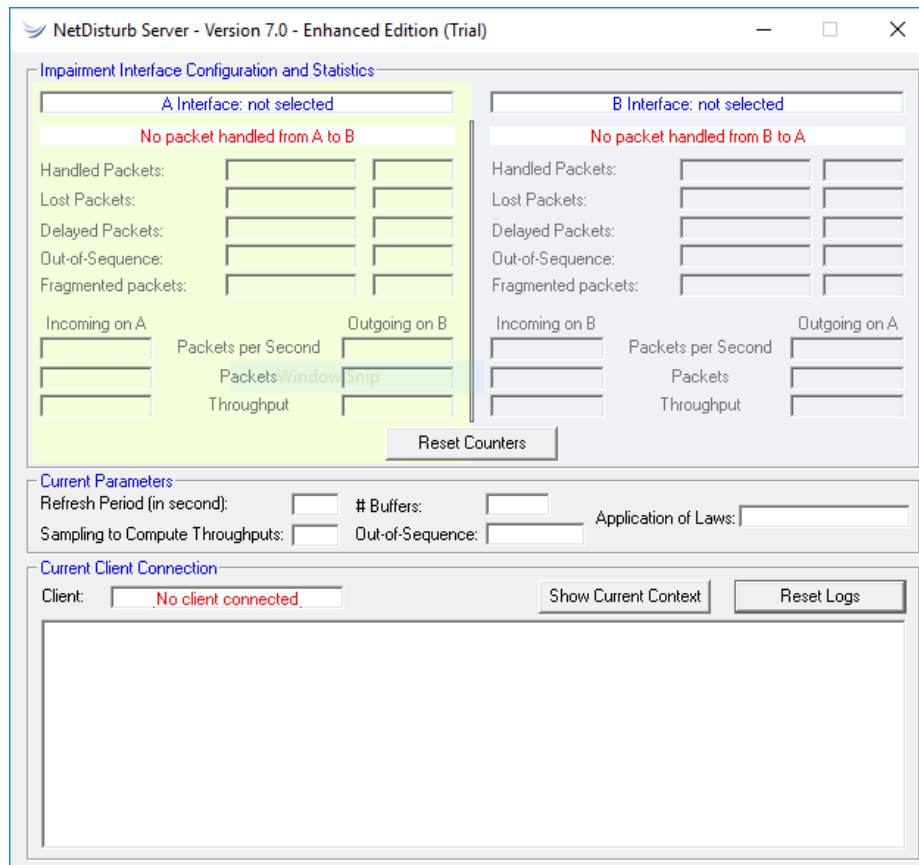 NetDisturb Server - Version 7.0 - Enhanced Edition (Trial)
Impairment Interface Configuration and Statistics
A Interface: not selected
B Interface: not selected
No packet handled from A to B
No packet handled from B to A
Handled Packets:
Handled Packets:
Lost Packets:
Lost Packets:
Delayed Packets:
Delayed Packets:
Out-of-Sequence:
Out-of-Sequence:
Fragmented packets:
Fragmented packets:
Incoming on A
Outgoing on B
Incoming on B
Outgoing on A
Packets per Second
Packets per Second
Packets
Window Snip
Packets
Throughput
Throughput
Reset Counters
Current Parameters
Refresh Period (in second):
# Buffers:
Application of Laws:
Sampling to Compute Throughputs:
Out-of-Sequence:
Current Client Connection
Client:
No client connected
Show Current Context
Reset Logs